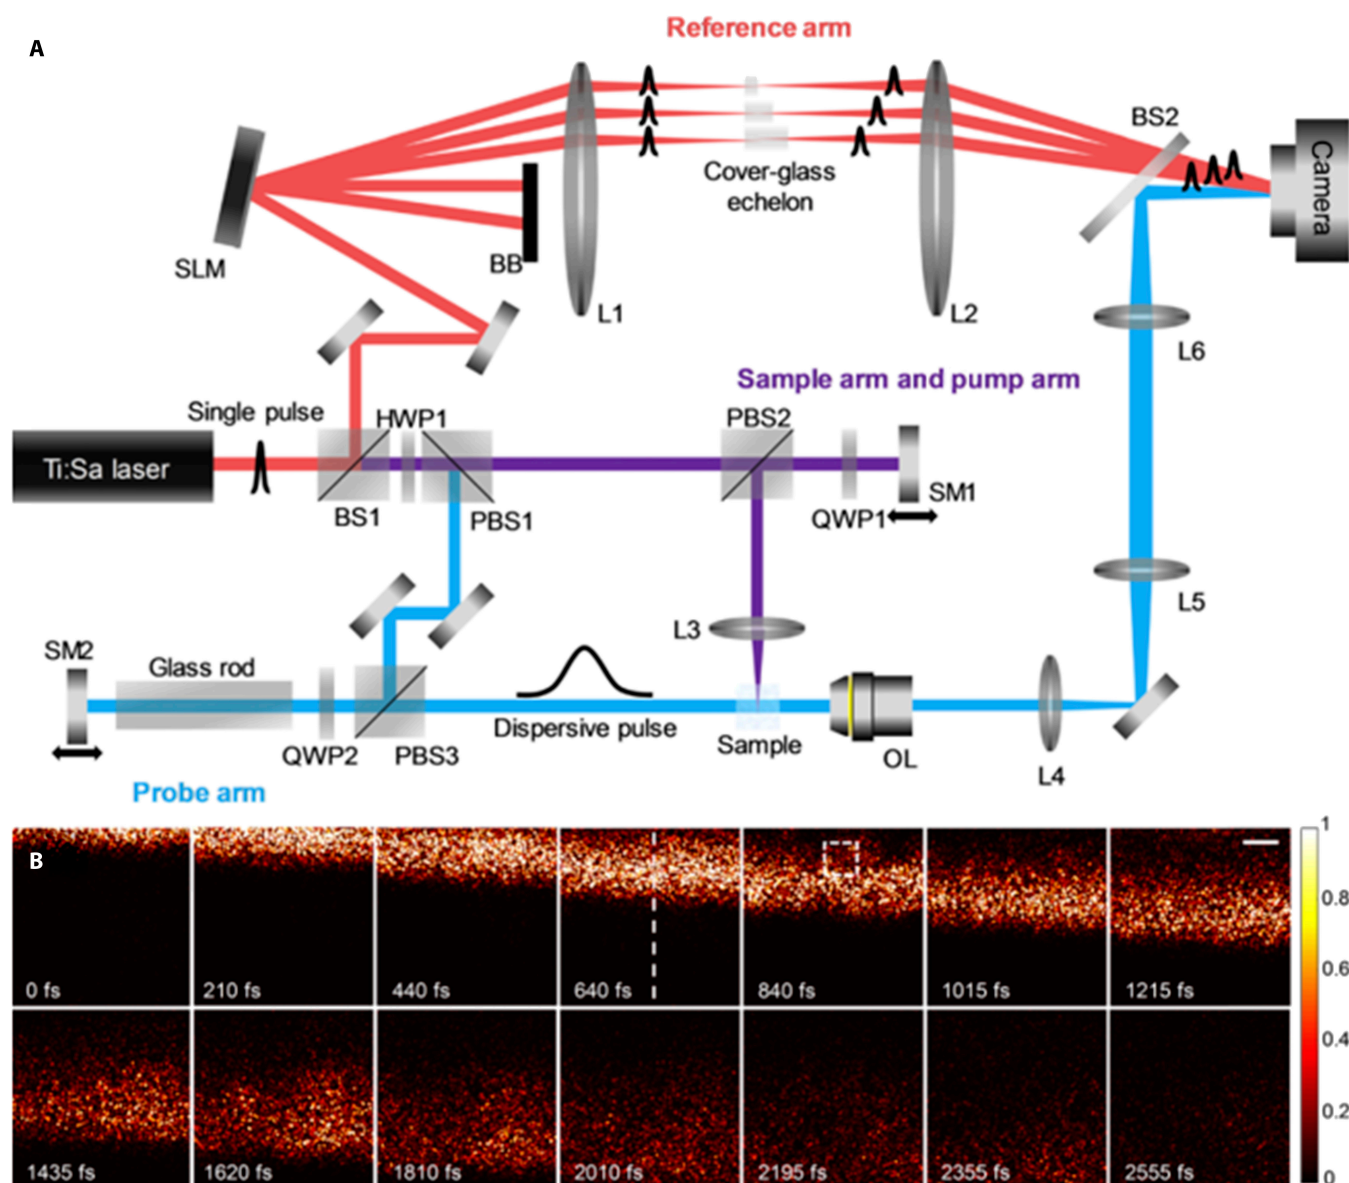 A
Reference arm
BS2
Camera
Cover-glass
echelon
SLM
BB
L1
L2
L6
Sample arm and pump arm
Single pulse
HWP1
PBS2
Ti:Sa laser
SM1
BS1
PBS1
QWP1
L5
L3
SM2
Glass rod
Dispersive pulse
QWP2
PBS3
Sample
OL
L4
Probe arm
B
1
0.8
0.6
0.4
0.2
0
0 fs
210 fs
440 fs
640 fs
840 fs
1015 fs
1215 fs
1435 fs
1620 fs
1810 fs
2010 fs
2195 fs
2355 fs
2555 fs